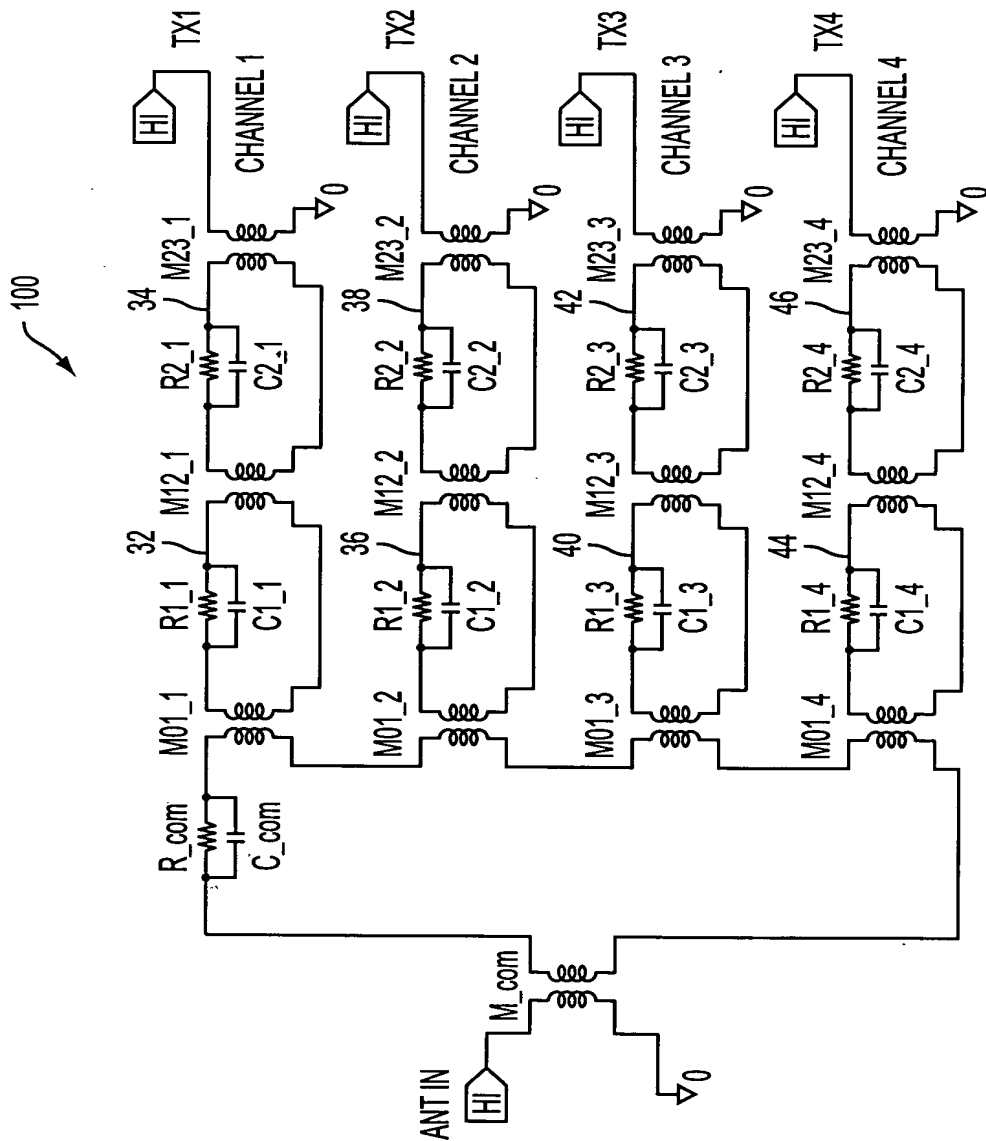 100
TX1
HI
CHANNEL 1
M01_1
32
M12_1
34
M23_1
R_com
C_com
R1_1
C1_1
R2_1
C2_1
0
TX2
HI
CHANNEL 2
M01_2
36
M12_2
38
M23_2
R1_2
C1_2
R2_2
C2_2
0
TX3
HI
CHANNEL 3
M01_3
40
M12_3
42
M23_3
R1_3
C1_3
R2_3
C2_3
0
TX4
HI
CHANNEL 4
M01_4
44
M12_4
46
M23_4
R1_4
C1_4
R2_4
C2_4
0
ANT IN
HI
M_com
0